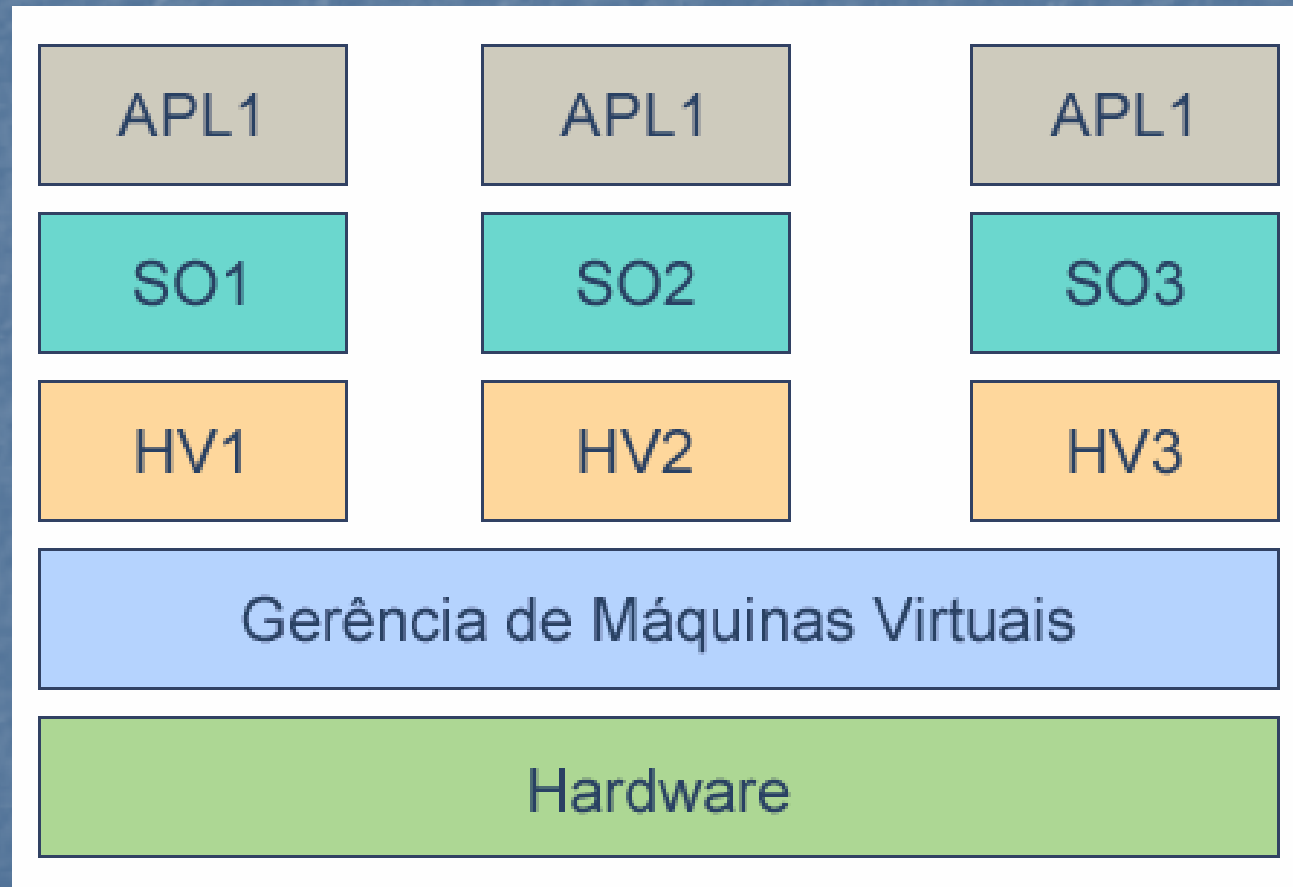 APL1 APL1 APL1
SO1 SO2 SO3
HV1 HV2 HV3
Gerência de Máquinas Virtuais
Hardware